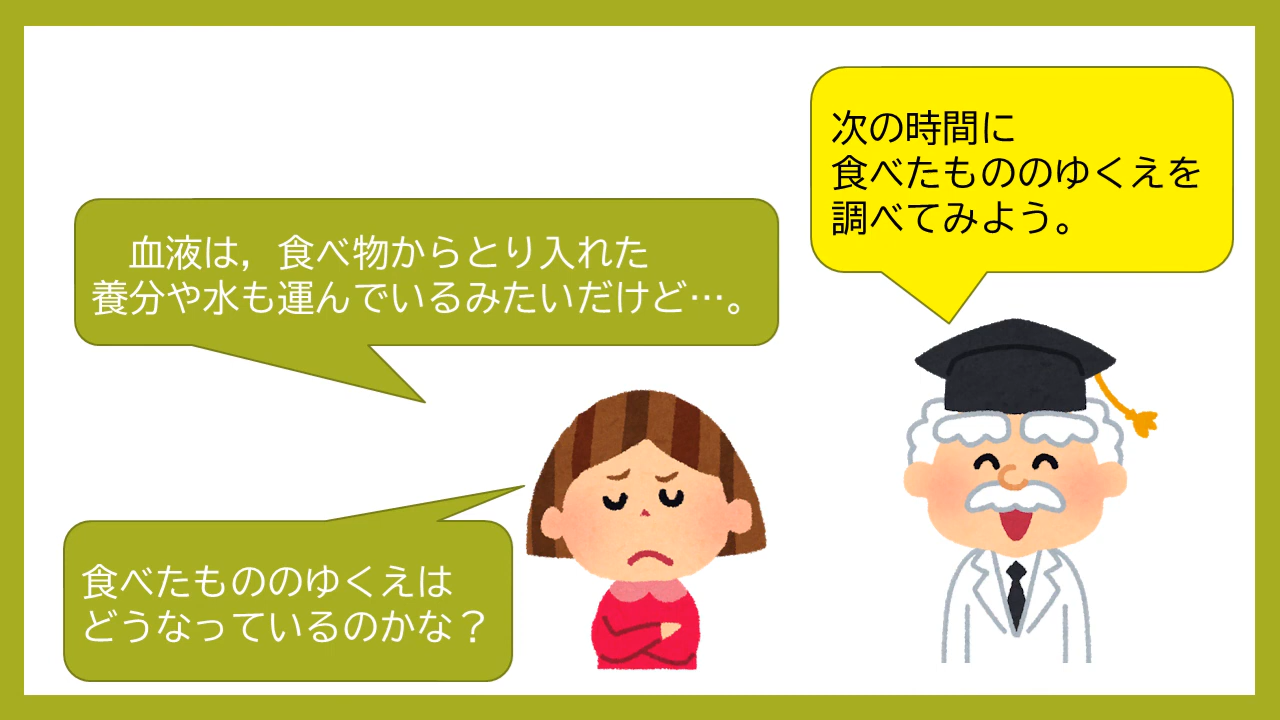 血液は，食べ物からとり入れた
養分や水も運んでいるみたいだけど…。
食べたもののゆくえは
どうなっているのかな？
次の時間に
食べたもののゆくえを
調べてみよう。